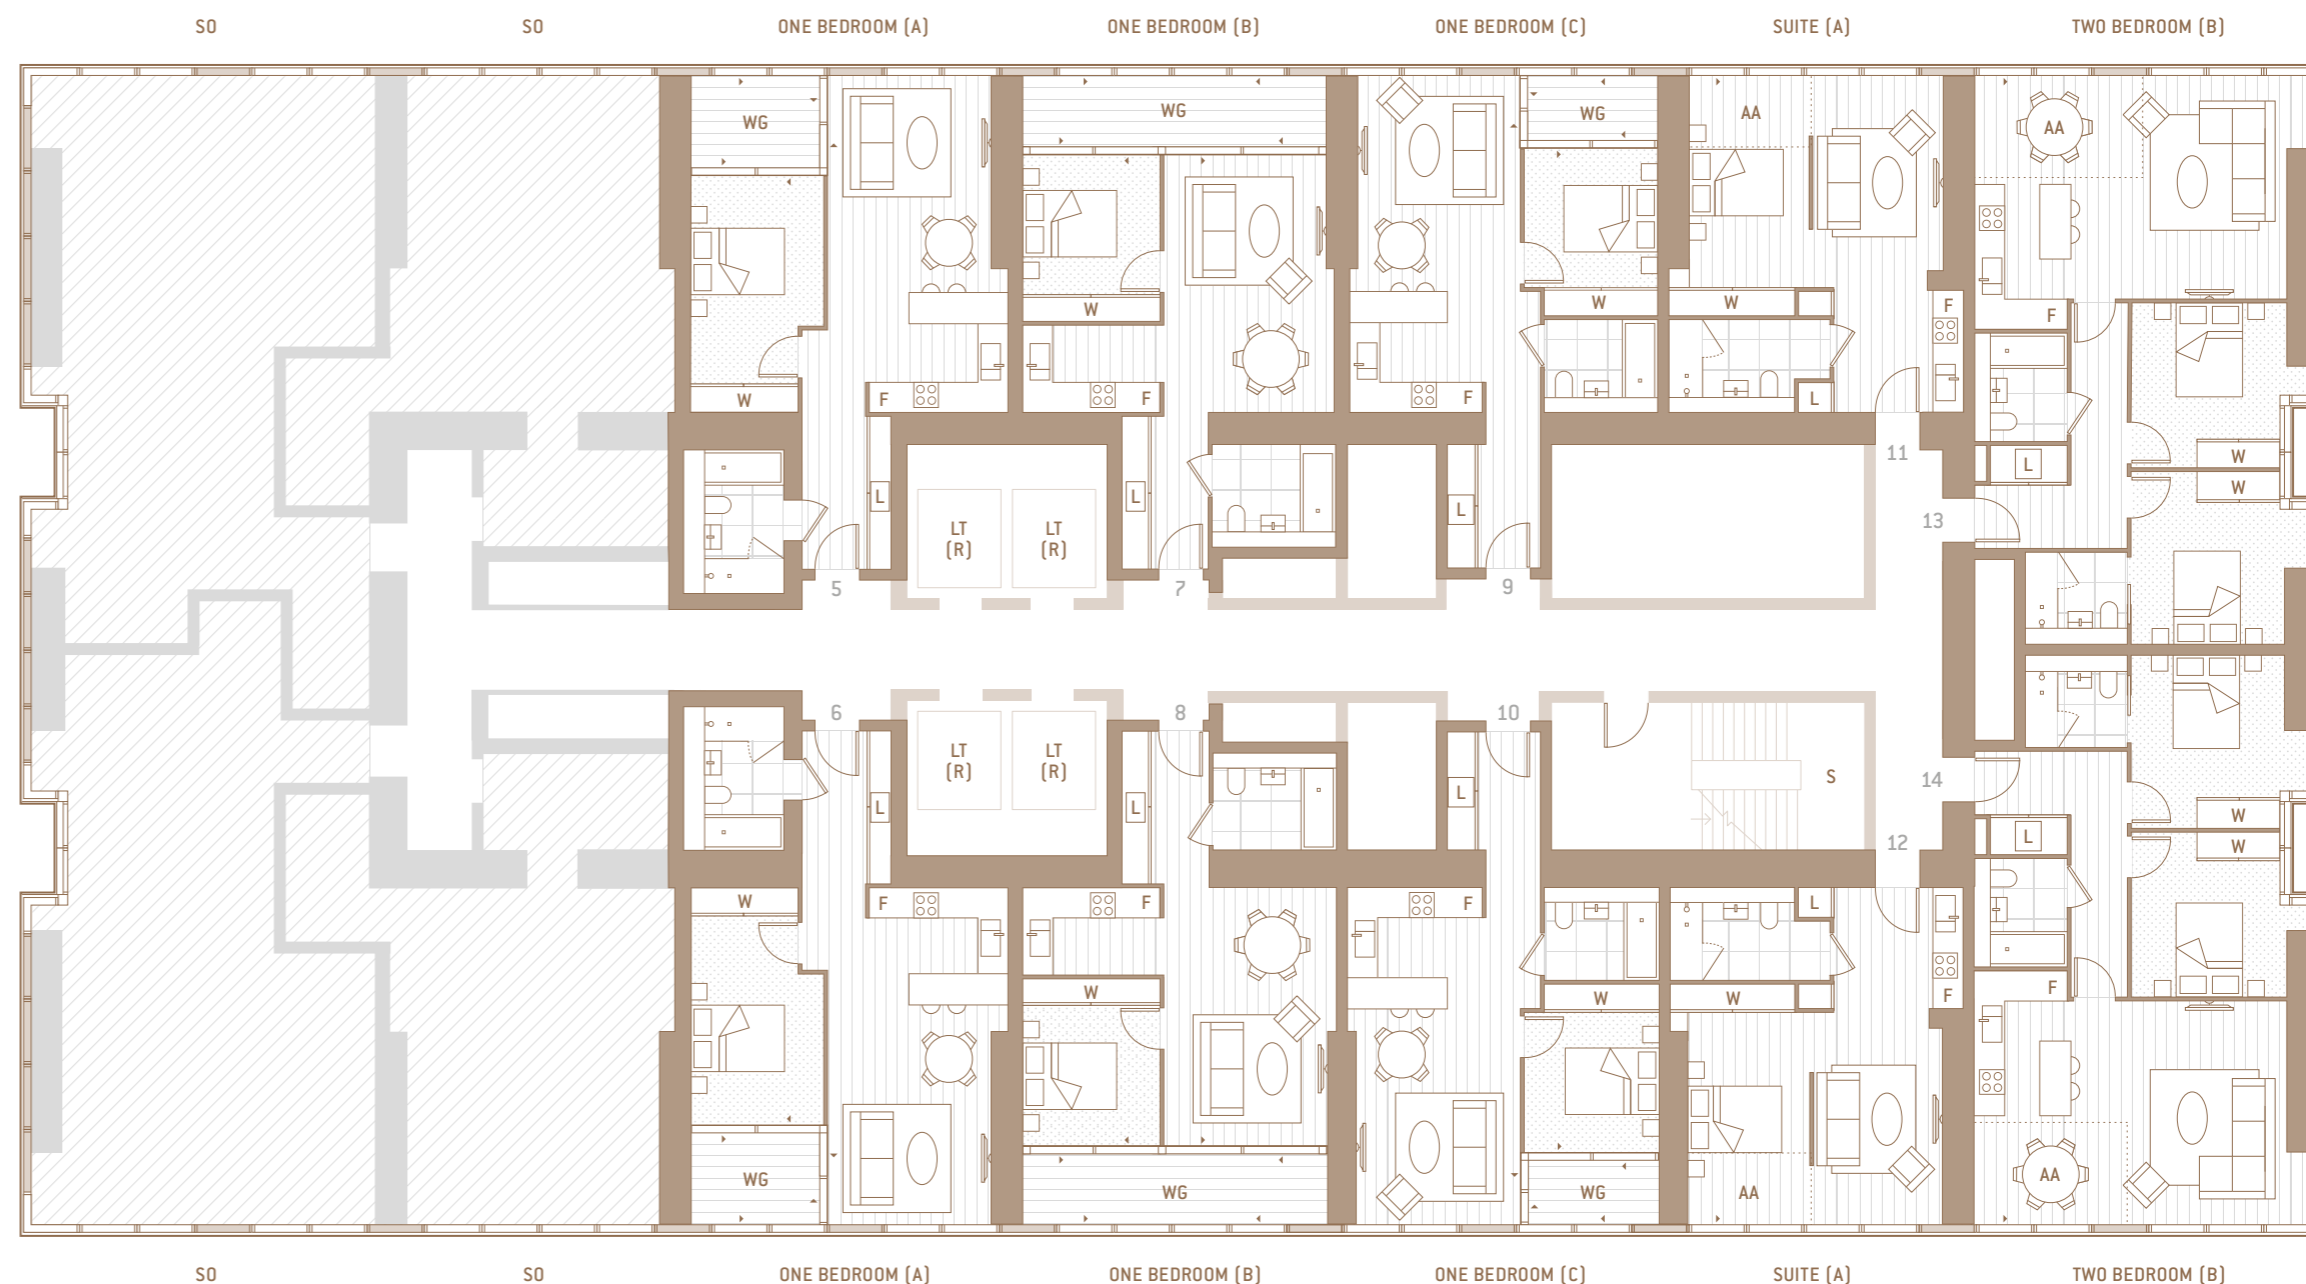 SO SO ONE BEDROOM (A) ONE BEDROOM (B) ONE BEDROOM (C) SUITE (A) TWO BEDROOM (B)
WG WG WG AA AA
W W W F F
W F F F L L
11 W
L L L W
LT (R) LT (R) 13
5 7 9
6 8 10
LT (R) LT (R) S 14 W
L L L 12 L W
W F F F L
W W W F F
WG WG WG AA AA
SO SO ONE BEDROOM (A) ONE BEDROOM (B) ONE BEDROOM (C) SUITE (A) TWO BEDROOM (B)